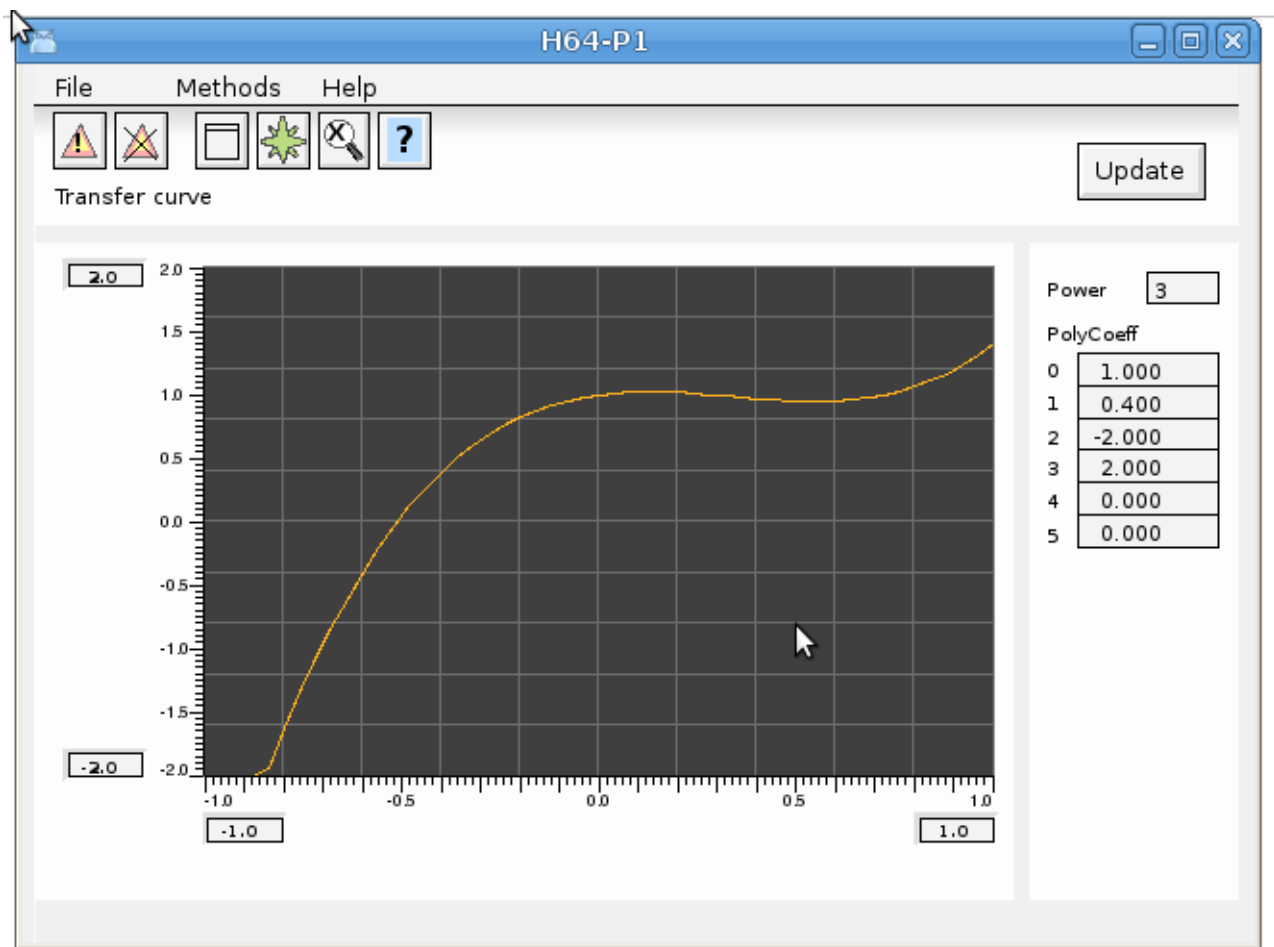 H64-P1
File Methods Help
! X ?
Update
Transfer curve
2.0
2.0
1.5
1.0
0.5
0.0
-0.5
-1.0
-1.5
-2.0
-2.0
-1.0 -0.5 0.0 0.5 1.0
-1.0 1.0
Power 3
PolyCoeff
0 1.000
1 0.400
2 -2.000
3 2.000
4 0.000
5 0.000